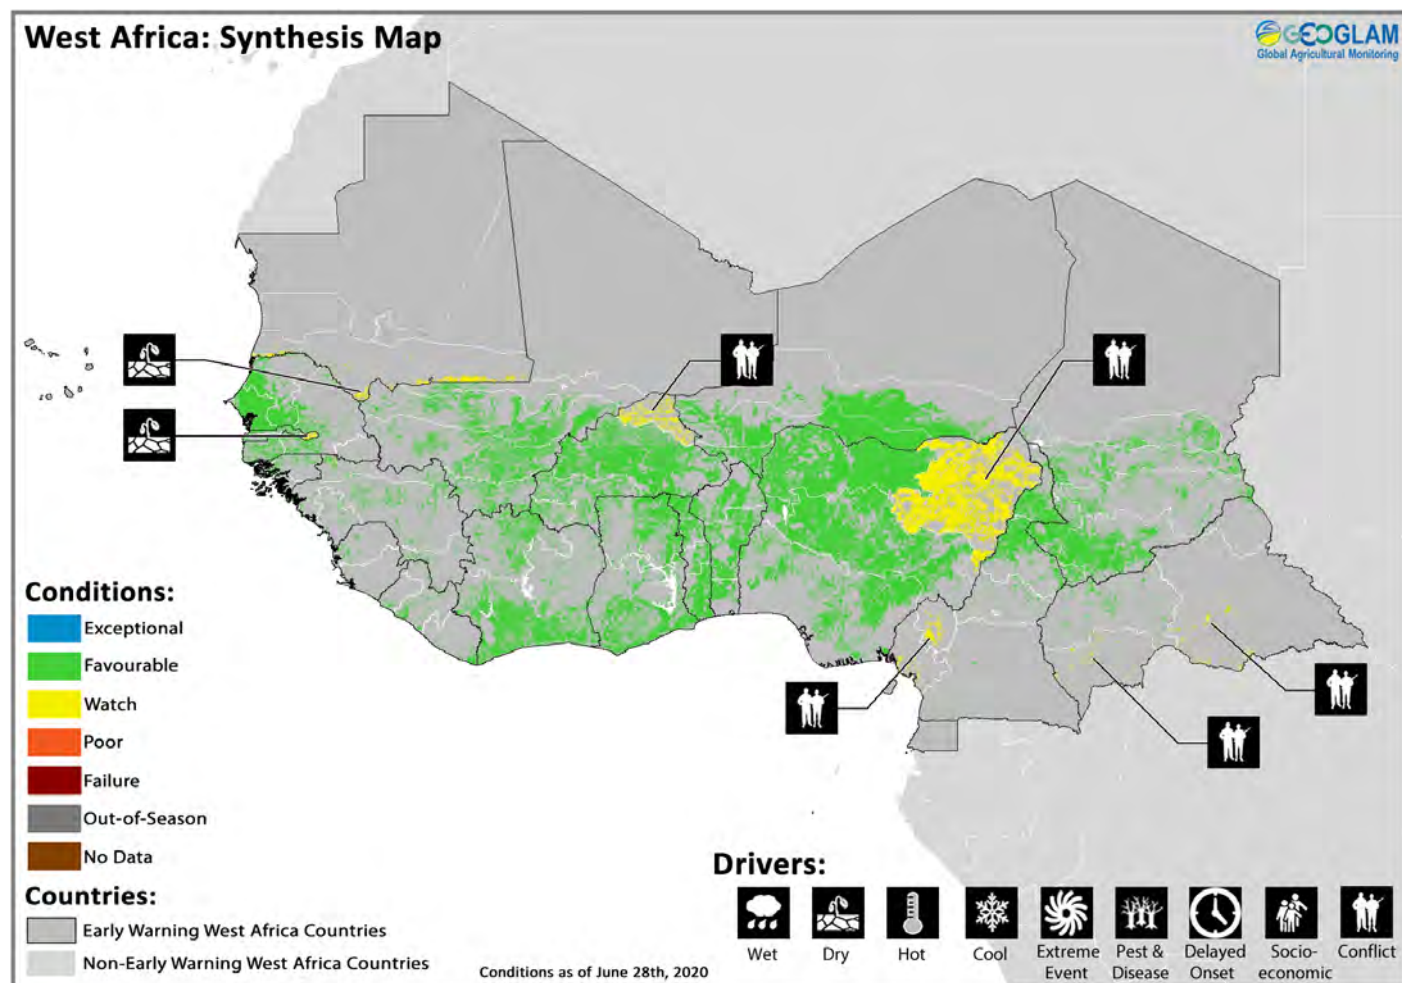 West Africa: Synthesis Map
GEOGLAM
Global Agricultural Monitoring
Conditions:
Exceptional
Favourable
Watch
Poor
Failure
Out-of-Season
No Data
Countries:
Early Warning West Africa Countries
Non-Early Warning West Africa Countries
Conditions as of June 28th, 2020
Drivers:
Wet
Dry
Hot
Cool
Extreme
Event
Pest &
Disease
Delayed
Onset
Socio-
economic
Conflict